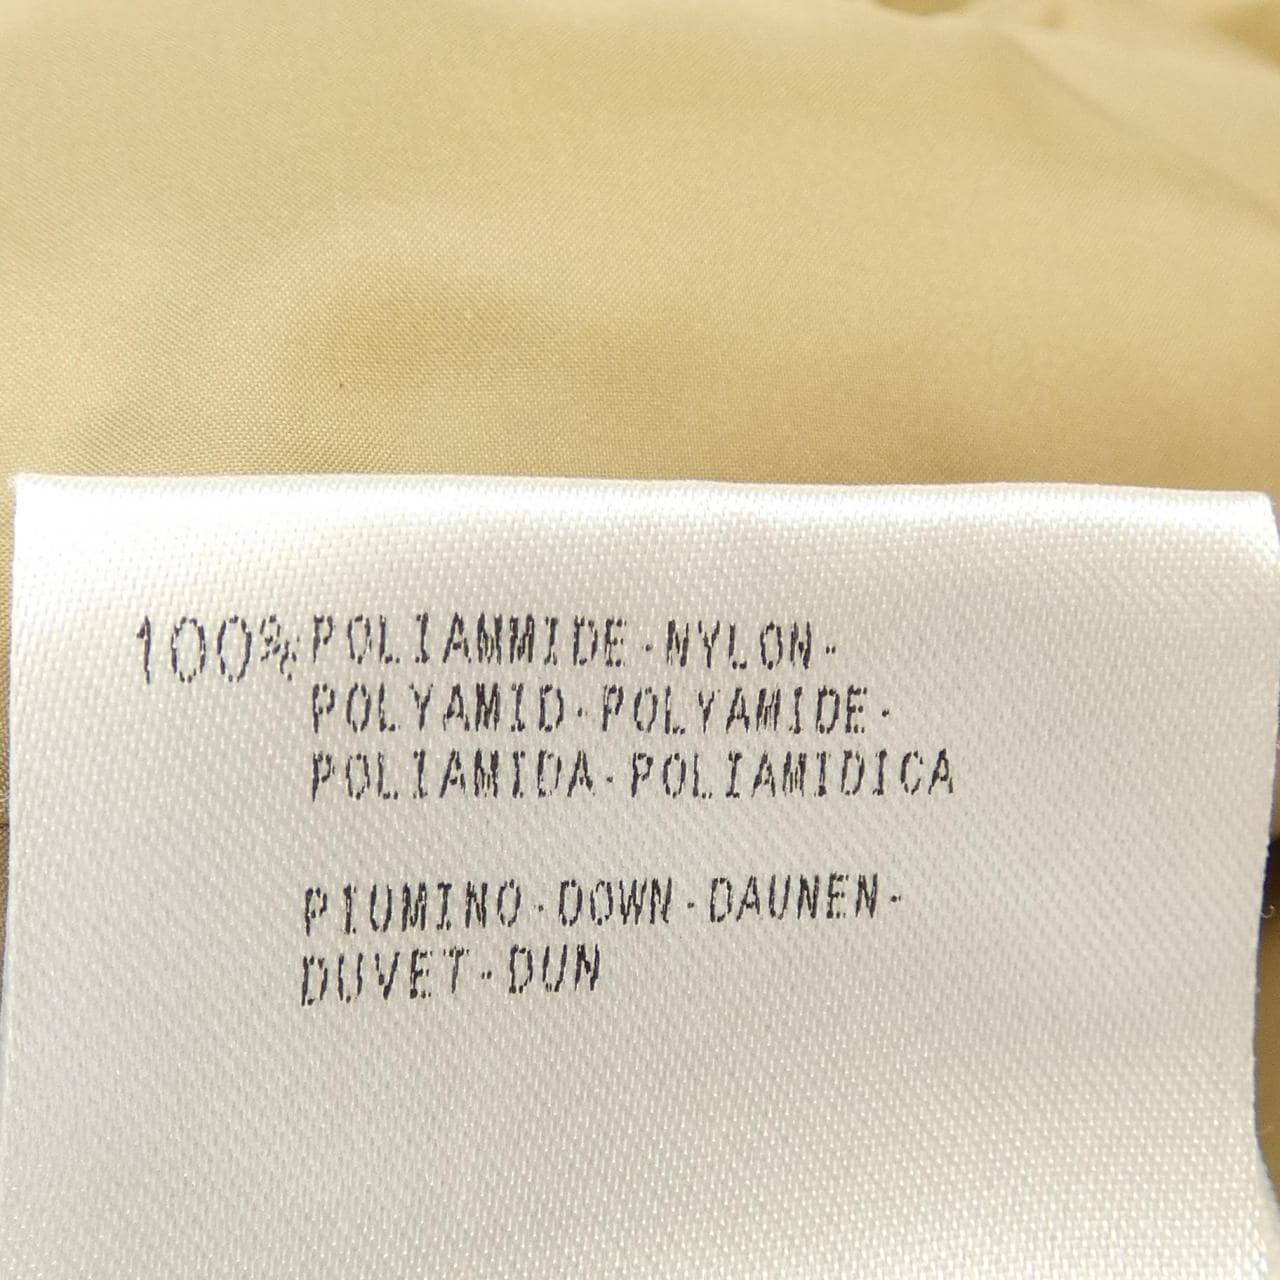 100% POLIAMMIDE-NYLON-
POLYAMID-POLYAMIDE-
POLIAMIDA-POLIAMIDICA
PIUMINO-DOWN-DAUNEN-
DUVET-DUN